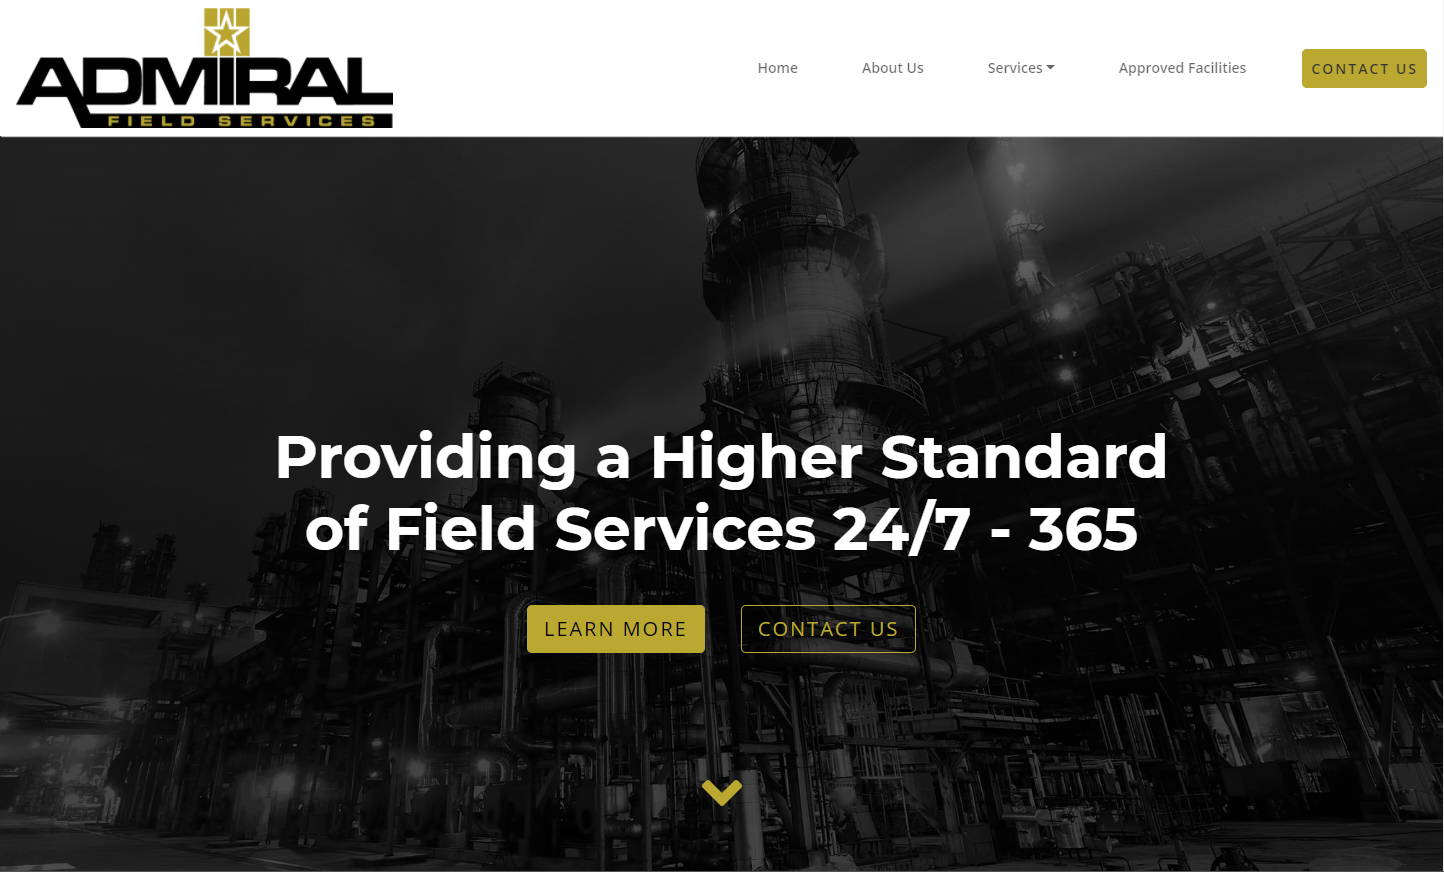 ADMIRAL
FIELD SERVICES
Home
About Us
Services
Approved Facilities
CONTACT US
Providing a Higher Standard
of Field Services 24/7 - 365
LEARN MORE
CONTACT US